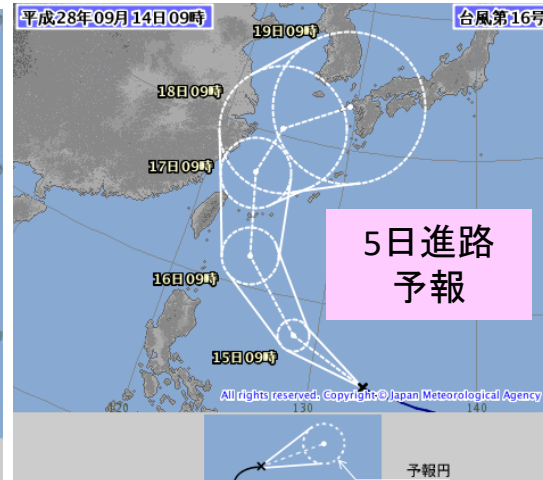 平成28年09月14日09時
台風第16号
19日09時
18日09時
17日09時
5日進路
予報
16日09時
15日09時
All rights reserved. Copyright © Japan Meteorological Agency
120
130
140
予報円